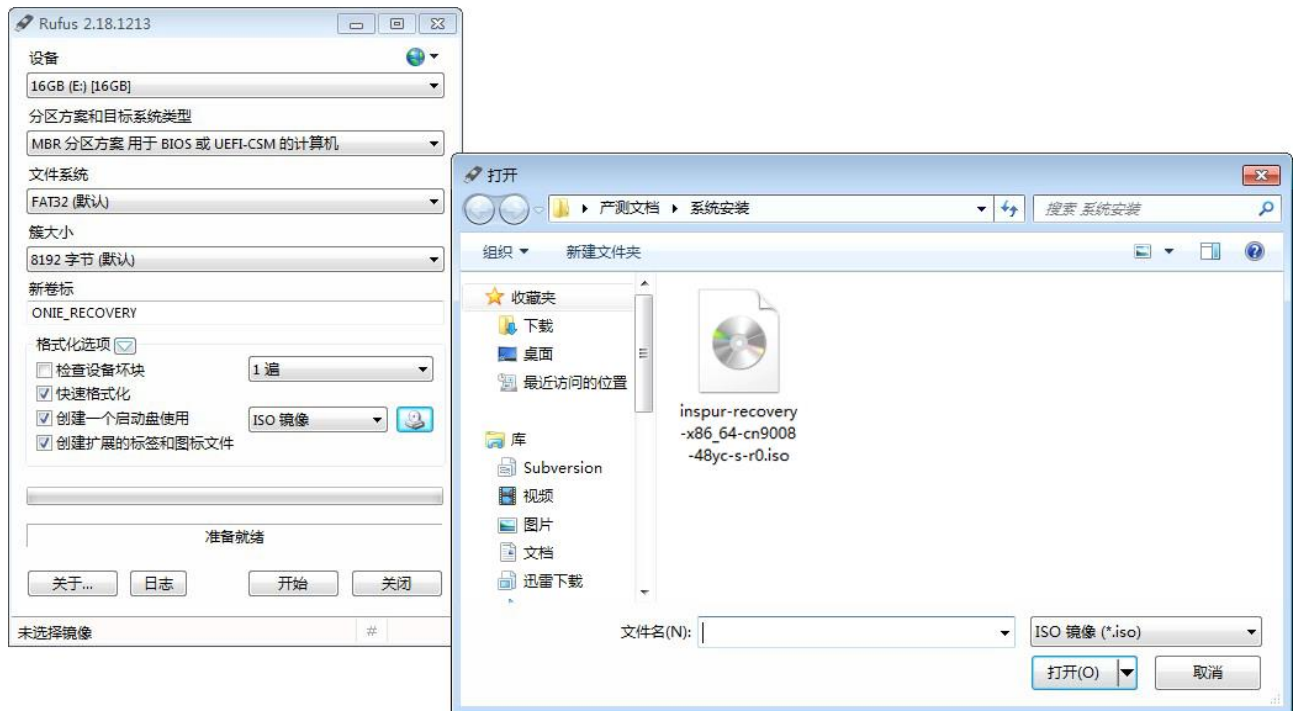 Rufus 2.18.1213
设备
16GB (E:) [16GB]
分区方案和目标系统类型
MBR 分区方案 用于 BIOS 或 UEFI-CSM 的计算机
文件系统
FAT32 (默认)
簇大小
8192 字节 (默认)
新卷标
ONIE_RECOVERY
格式化选项
检查设备坏块
1 遍
快速格式化
创建一个启动盘使用
ISO 镜像
创建扩展的标签和图标文件
准备就绪
关于...
日志
开始
关闭
未选择镜像
#
打开
产测文档
系统安装
搜索 系统安装
组织
新建文件夹
收藏夹
下载
桌面
最近访问的位置
库
Subversion
视频
图片
文档
迅雷下载
inspur-recovery
-x86_64-cn9008
-48yc-s-r0.iso
文件名(N):
ISO 镜像 (*.iso)
打开(O)
取消